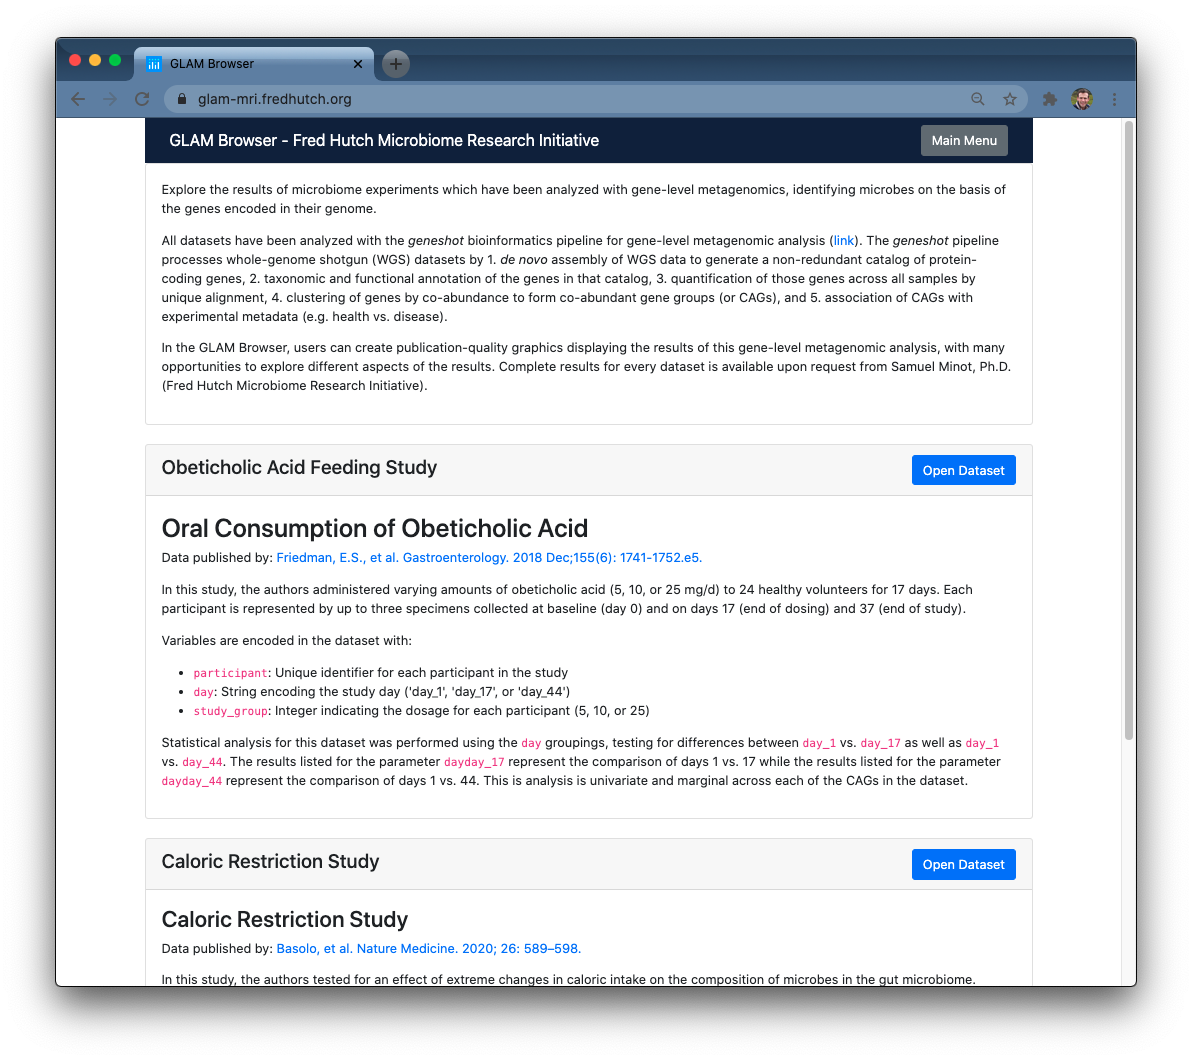 GLAM Browser
glam-mri.fredhutch.org
GLAM Browser - Fred Hutch Microbiome Research Initiative
Main Menu
Explore the results of microbiome experiments which have been analyzed with gene-level metagenomics, identifying microbes on the basis of
the genes encoded in their genome.
All datasets have been analyzed with the geneshot bioinformatics pipeline for gene-level metagenomic analysis (link). The geneshot pipeline
processes whole-genome shotgun (WGS) datasets by 1. de novo assembly of WGS data to generate a non-redundant catalog of protein-
coding genes, 2. taxonomic and functional annotation of the genes in that catalog, 3. quantification of those genes across all samples by
unique alignment, 4. clustering of genes by co-abundance to form co-abundant gene groups (or CAGs), and 5. association of CAGs with
experimental metadata (e.g. health vs. disease).
In the GLAM Browser, users can create publication-quality graphics displaying the results of this gene-level metagenomic analysis, with many
opportunities to explore different aspects of the results. Complete results for every dataset is available upon request from Samuel Minot, Ph.D.
(Fred Hutch Microbiome Research Initiative).
Obeticholic Acid Feeding Study
Open Dataset
Oral Consumption of Obeticholic Acid
Data published by: Friedman, E.S., et al. Gastroenterology. 2018 Dec;155(6): 1741-1752.e5.
In this study, the authors administered varying amounts of obeticholic acid (5, 10, or 25 mg/d) to 24 healthy volunteers for 17 days. Each
participant is represented by up to three specimens collected at baseline (day 0) and on days 17 (end of dosing) and 37 (end of study).
Variables are encoded in the dataset with:
• participant: Unique identifier for each participant in the study
• day: String encoding the study day ('day_1', 'day_17', or 'day_44')
• study_group: Integer indicating the dosage for each participant (5, 10, or 25)
Statistical analysis for this dataset was performed using the day groupings, testing for differences between day_1 vs. day_17 as well as day_1
vs. day_44. The results listed for the parameter dayday_17 represent the comparison of days 1 vs. 17 while the results listed for the parameter
dayday_44 represent the comparison of days 1 vs. 44. This is analysis is univariate and marginal across each of the CAGs in the dataset.
Caloric Restriction Study
Open Dataset
Caloric Restriction Study
Data published by: Basolo, et al. Nature Medicine. 2020; 26: 589–598.
In this study, the authors tested for an effect of extreme changes in caloric intake on the composition of microbes in the gut microbiome.